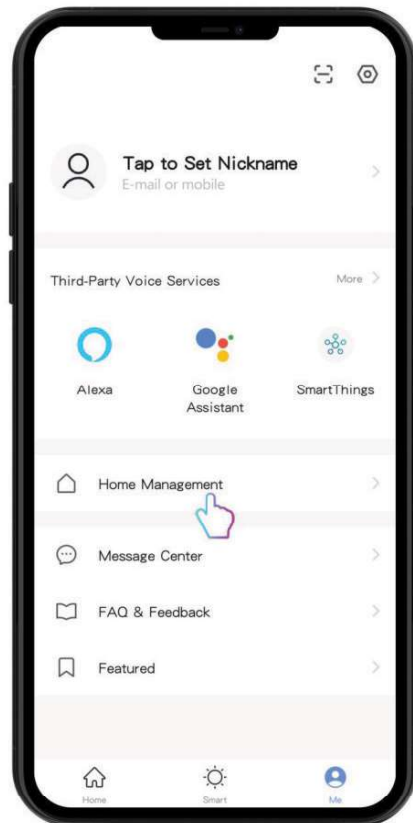 Tap to Set Nickname
E-mail or mobile
Third-Party Voice Services
More
Alexa
Google
Assistant
SmartThings
Home Management
Message Center
FAQ & Feedback
Featured
Home
Smart
Me